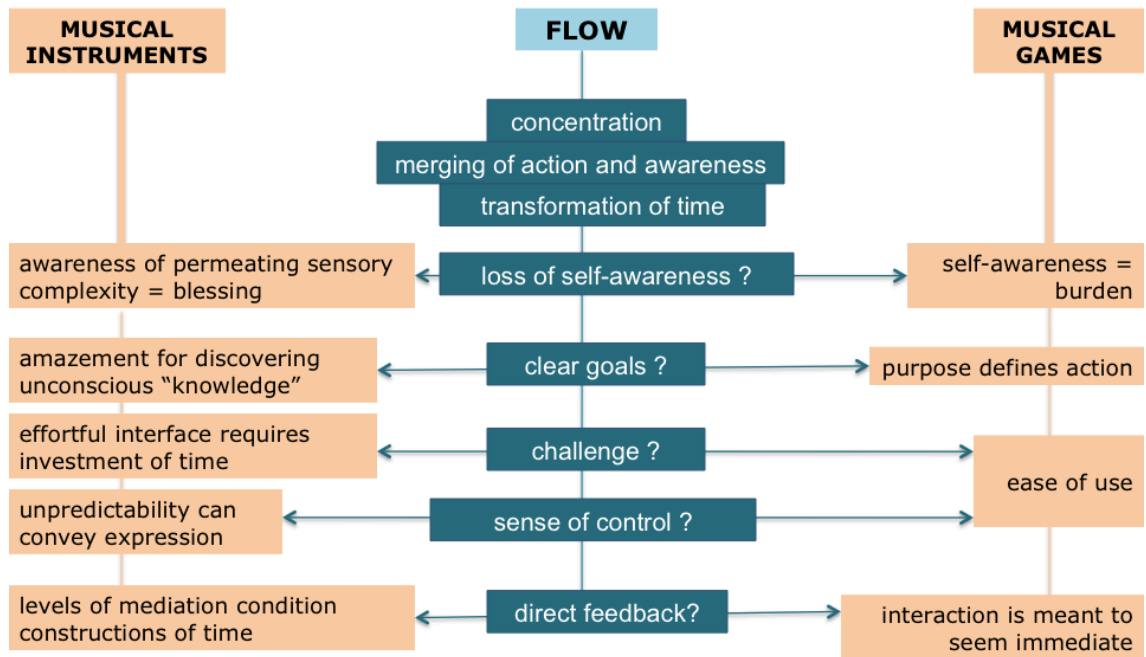 MUSICAL
INSTRUMENTS
FLOW
MUSICAL
GAMES
concentration
merging of action and awareness
transformation of time
awareness of permeating sensory
complexity = blessing
loss of self-awareness ?
self-awareness =
burden
amazement for discovering
unconscious “knowledge”
clear goals ?
purpose defines action
effortful interface requires
investment of time
challenge ?
ease of use
unpredictability can
convey expression
sense of control ?
levels of mediation condition
constructions of time
direct feedback?
interaction is meant to
seem immediate